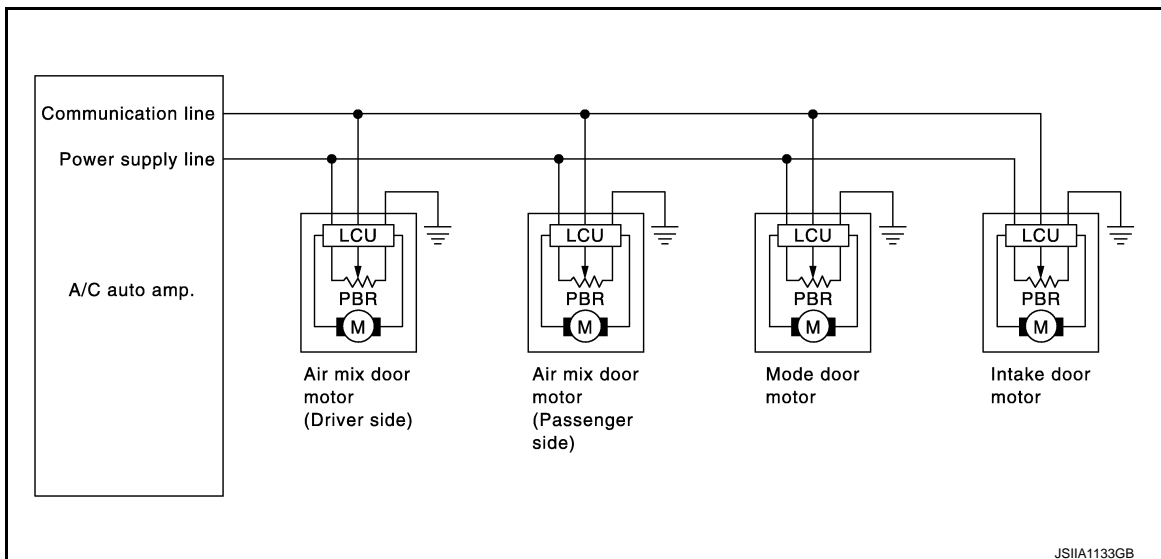 Communication line
Power supply line
A/C auto amp.
LCU
PBR
M
Air mix door
motor
(Driver side)
LCU
PBR
M
Air mix door
motor
(Passenger
side)
LCU
PBR
M
Mode door
motor
LCU
PBR
M
Intake door
motor
JSIIA1133GB